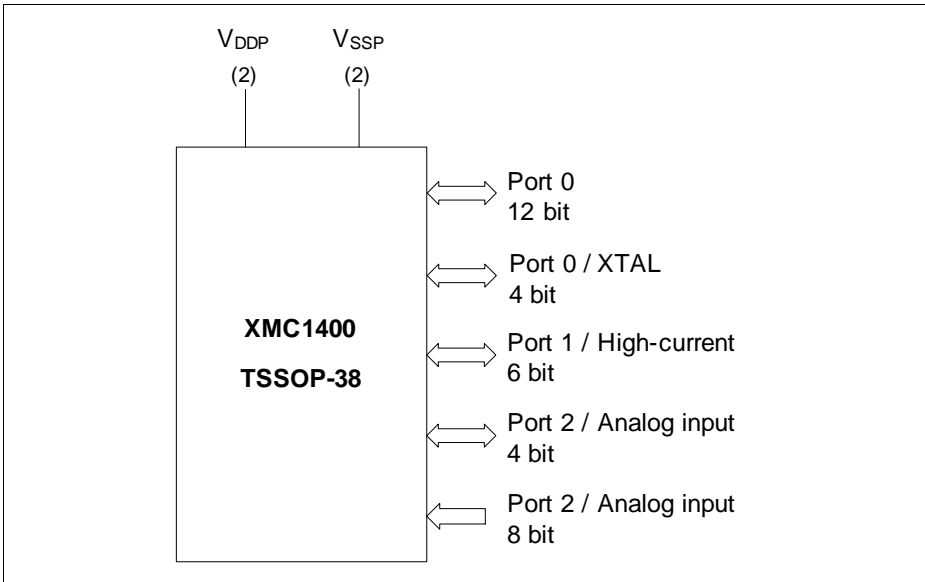 VDDP VSSP
(2) (2)
Port 0
12 bit
Port 0 / XTAL
4 bit
XMC1400
TSSOP-38
Port 1 / High-current
6 bit
Port 2 / Analog input
4 bit
Port 2 / Analog input
8 bit